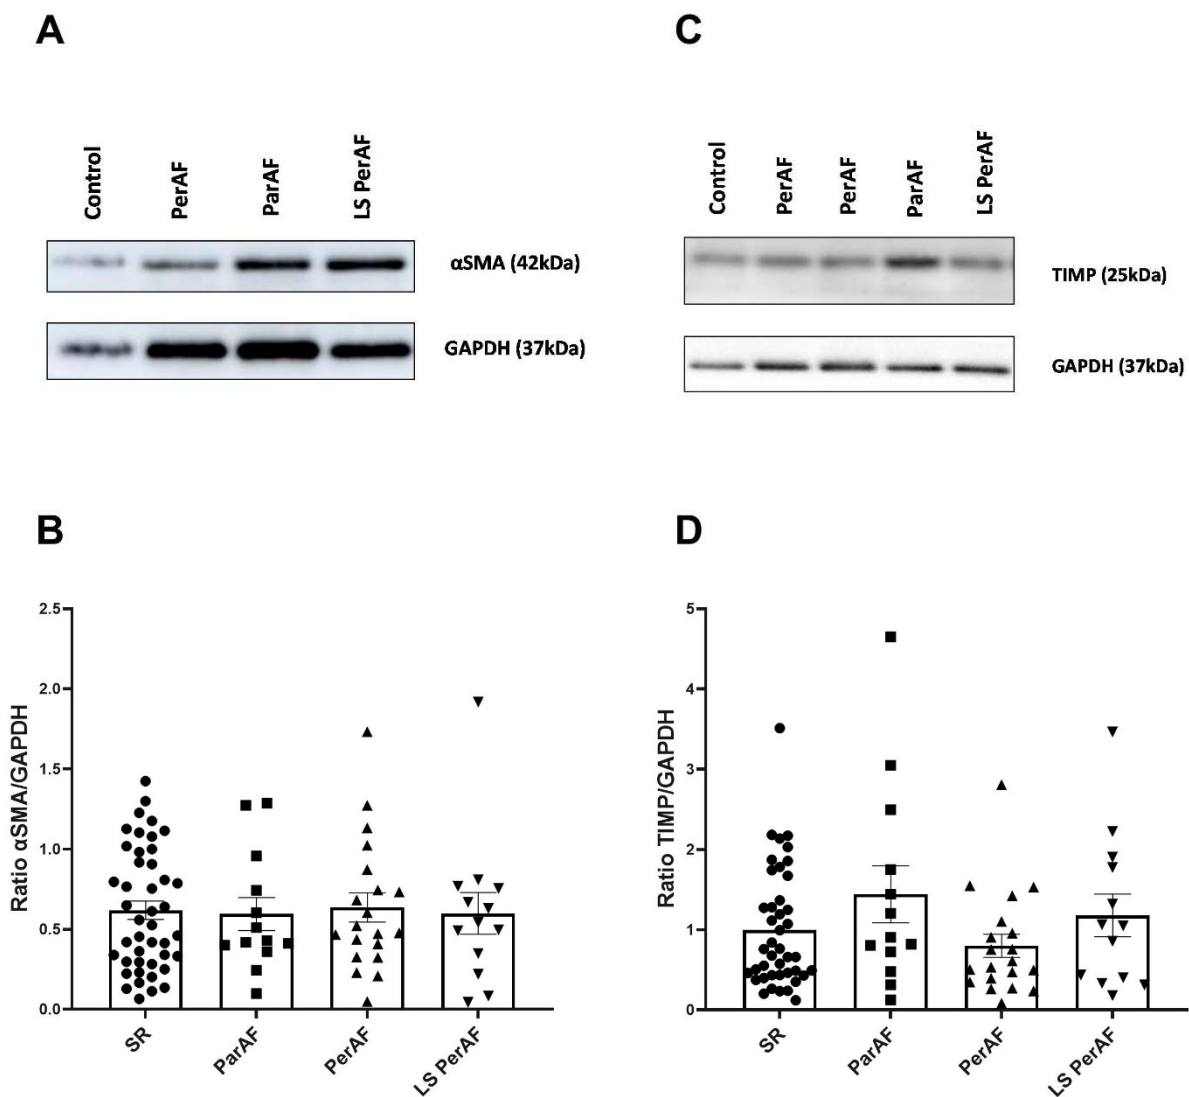 A
Control
PerAF
ParAF
LS PerAF
αSMA (42kDa)
GAPDH (37kDa)
C
Control
PerAF
PerAF
ParAF
LS PerAF
TIMP (25kDa)
GAPDH (37kDa)
B
Ratio αSMA/GAPDH
2.5
2.0
1.5
1.0
0.5
0.0
SR
ParAF
PerAF
LS PerAF
D
Ratio TIMP/GAPDH
5
4
3
2
1
0
SR
ParAF
PerAF
LS PerAF